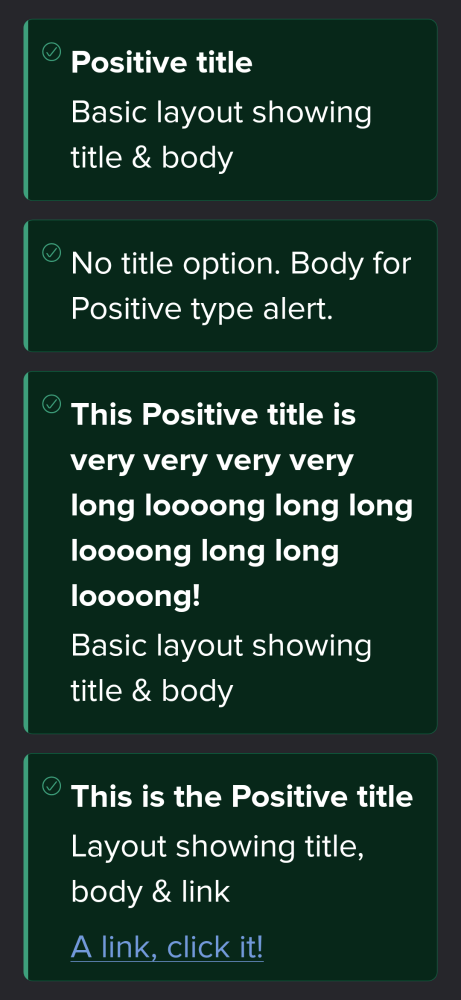 Positive title
Basic layout showing
title & body
No title option. Body for
Positive type alert.
This Positive title is
very very very very
long loooong long long
loooong long long
loooong!
Basic layout showing
title & body
This is the Positive title
Layout showing title,
body & link
A link, click it!